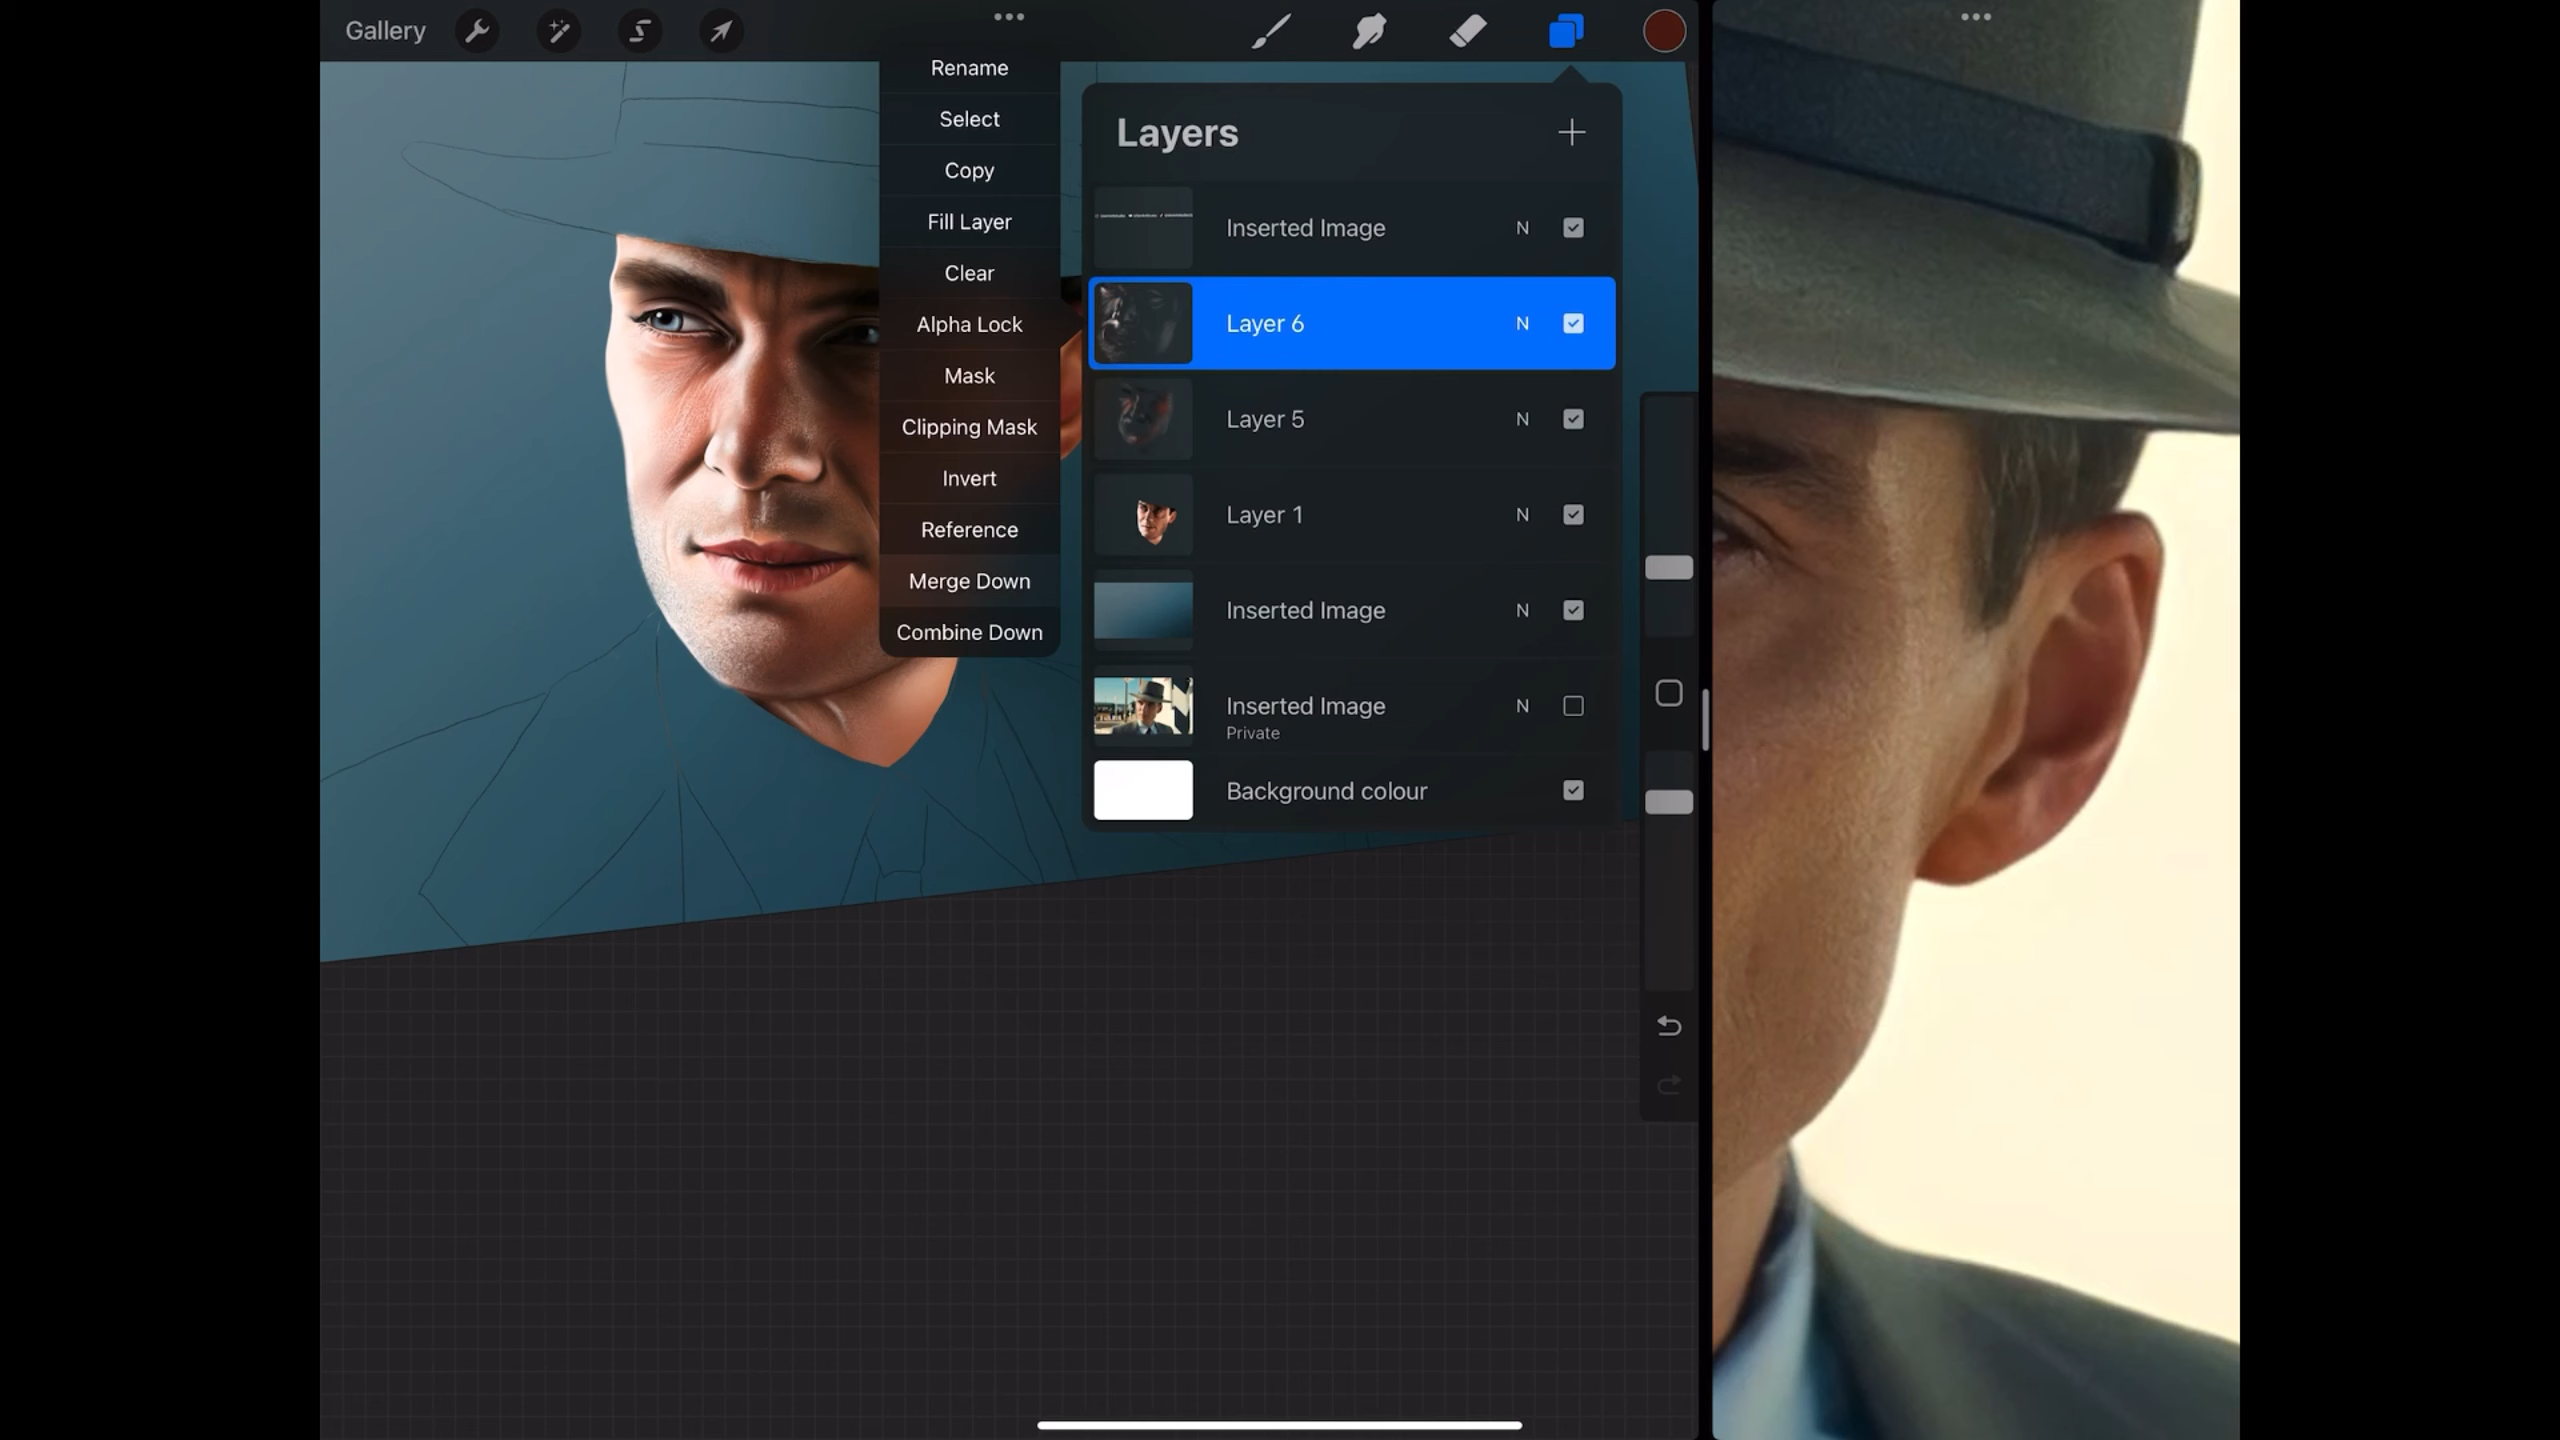 Gallery
Rename
Select
Copy
Fill Layer
Clear
Alpha Lock
Mask
Clipping Mask
Invert
Reference
Merge Down
Combine Down
Layers
Inserted Image N
Layer 6 N
Layer 5 N
Layer 1 N
Inserted Image N
Inserted Image N
Private
Background colour